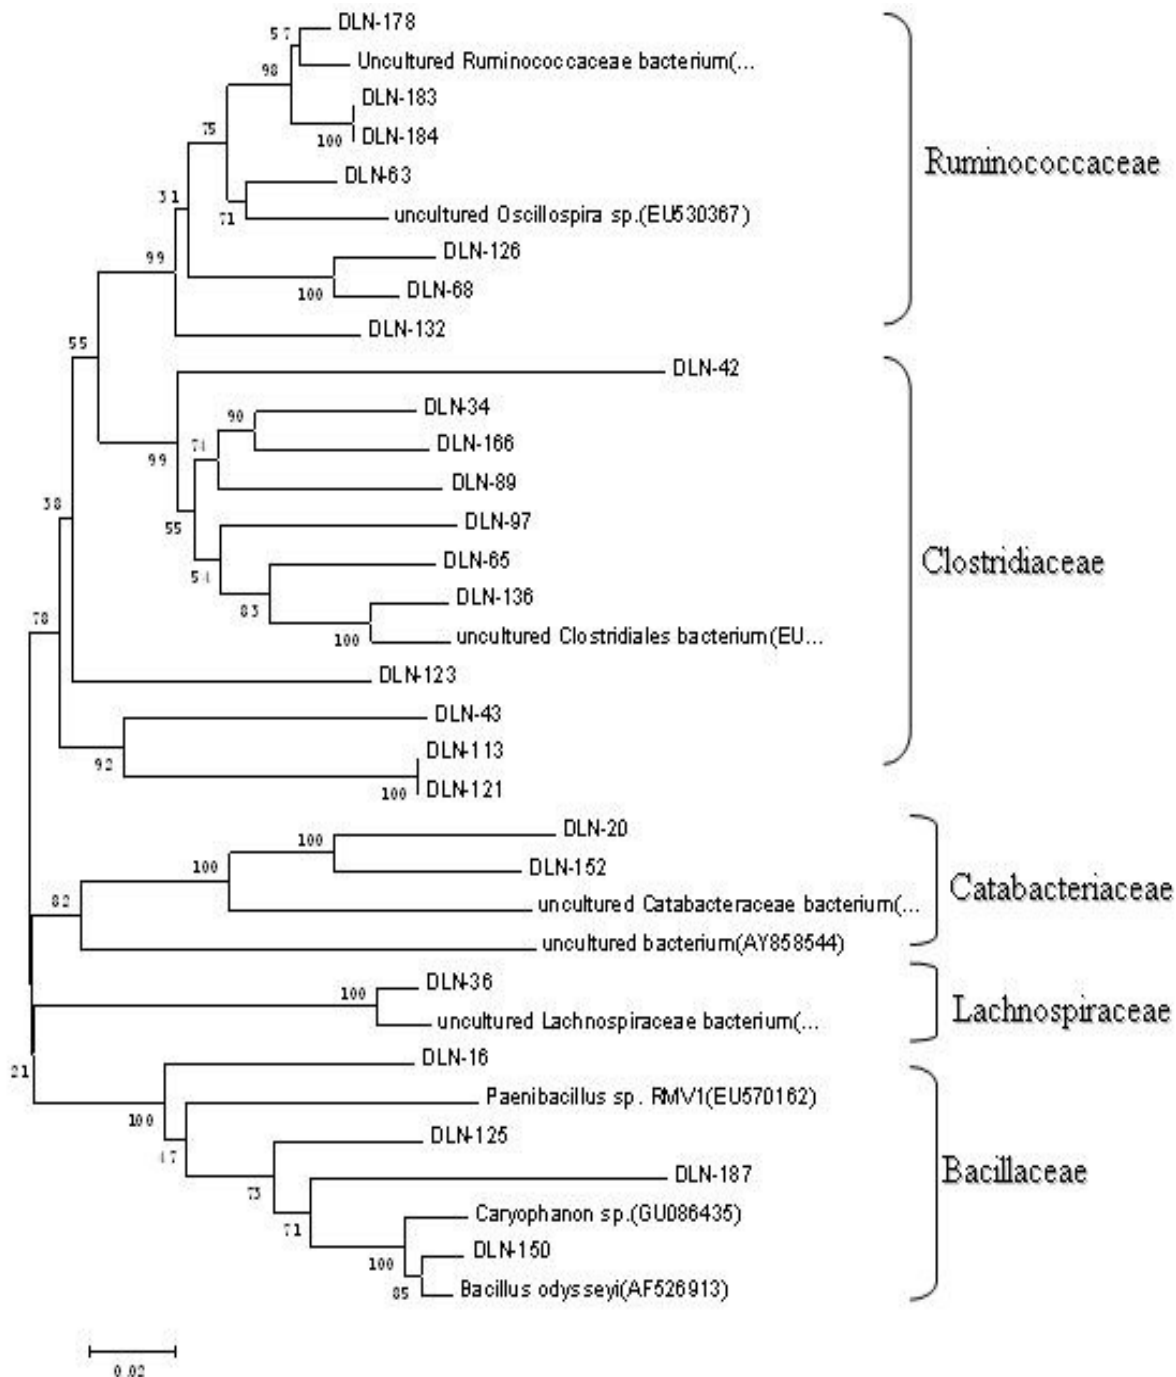 DLN-178
57
Uncultured Ruminococcaceae bacterium(...
98
DLN-183
75
100
DLN-184
Ruminococcaceae
DLN-63
31
71
uncultured Oscillospira sp.(EU530367)
DLN-126
99
100
DLN-68
DLN-132
55
DLN-42
90
DLN-34
74
DLN-166
99
DLN-89
38
55
DLN-97
54
DLN-65
Clostridiaceae
83
DLN-136
78
100
uncultured Clostridiales bacterium(EU...
DLN-123
DLN-43
92
DLN-113
100
DLN-121
DLN-20
100
100
DLN-152
Catabacteriaceae
82
uncultured Catabacteraceae bacterium(...
uncultured bacterium(AY858544)
100
DLN-36
Lachnospiraceae
uncultured Lachnospiraceae bacterium(...
DLN-16
21
100
Paenibacillus sp. RMV1(EU570162)
47
DLN-125
73
DLN-187
Bacillaceae
71
Caryophanon sp.(GU086435)
100
DLN-150
85
Bacillus odysseyi(AF526913)
0.02